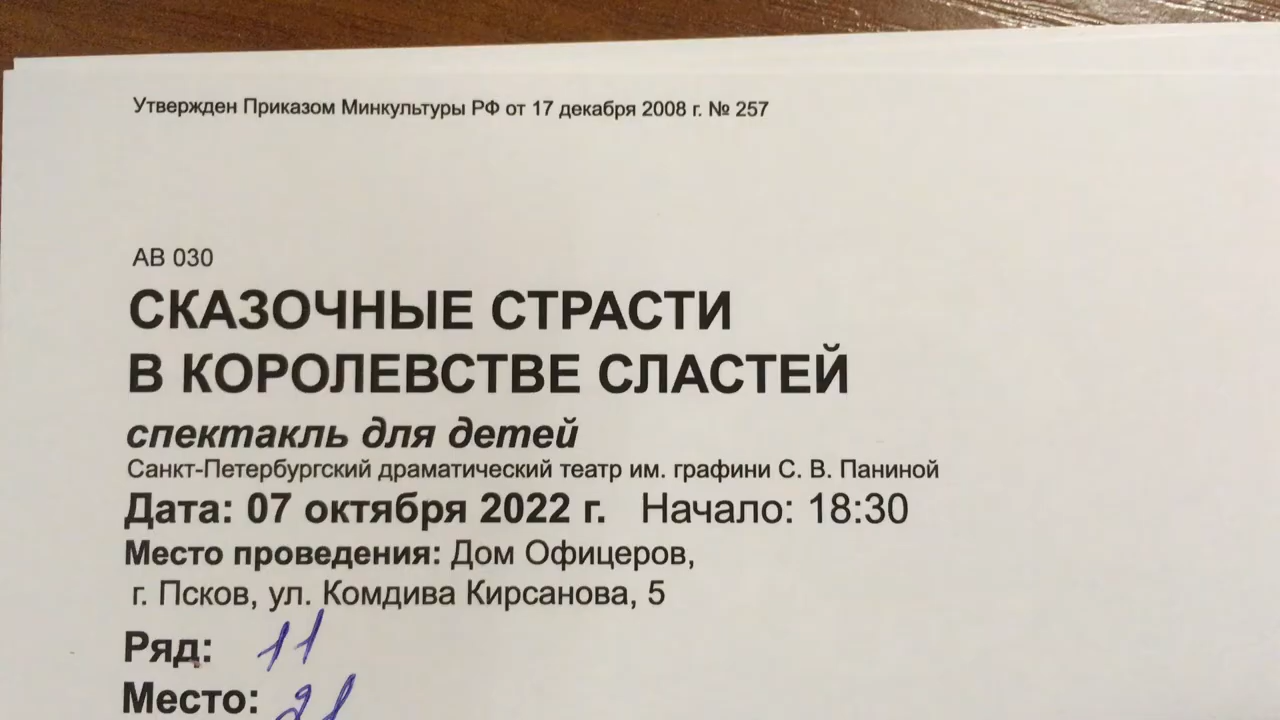 Утвержден Приказом Минкультуры РФ от 17 декабря 2008 г. № 257
АВ 030
СКАЗОЧНЫЕ СТРАСТИ
В КОРОЛЕВСТВЕ СЛАСТЕЙ
спектакль для детей
Санкт-Петербургский драматический театр им. графини С. В. Паниной
Дата: 07 октября 2022 г. Начало: 18:30
Место проведения: Дом Офицеров,
г. Псков, ул. Комдива Кирсанова, 5
Ряд: 11
Место: